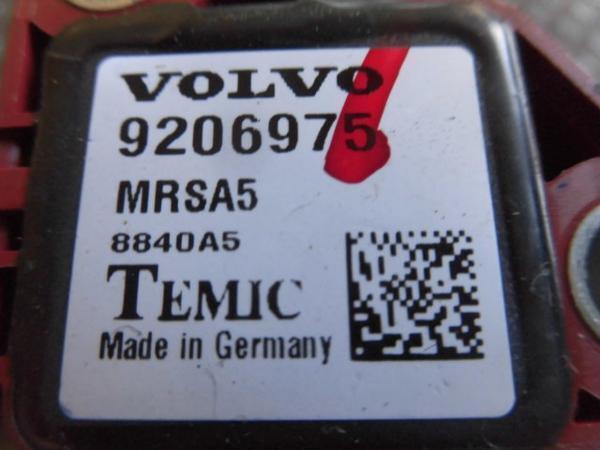 VOLVO
9206975
MRSA5
8840A5
TEMIC
Made in Germany